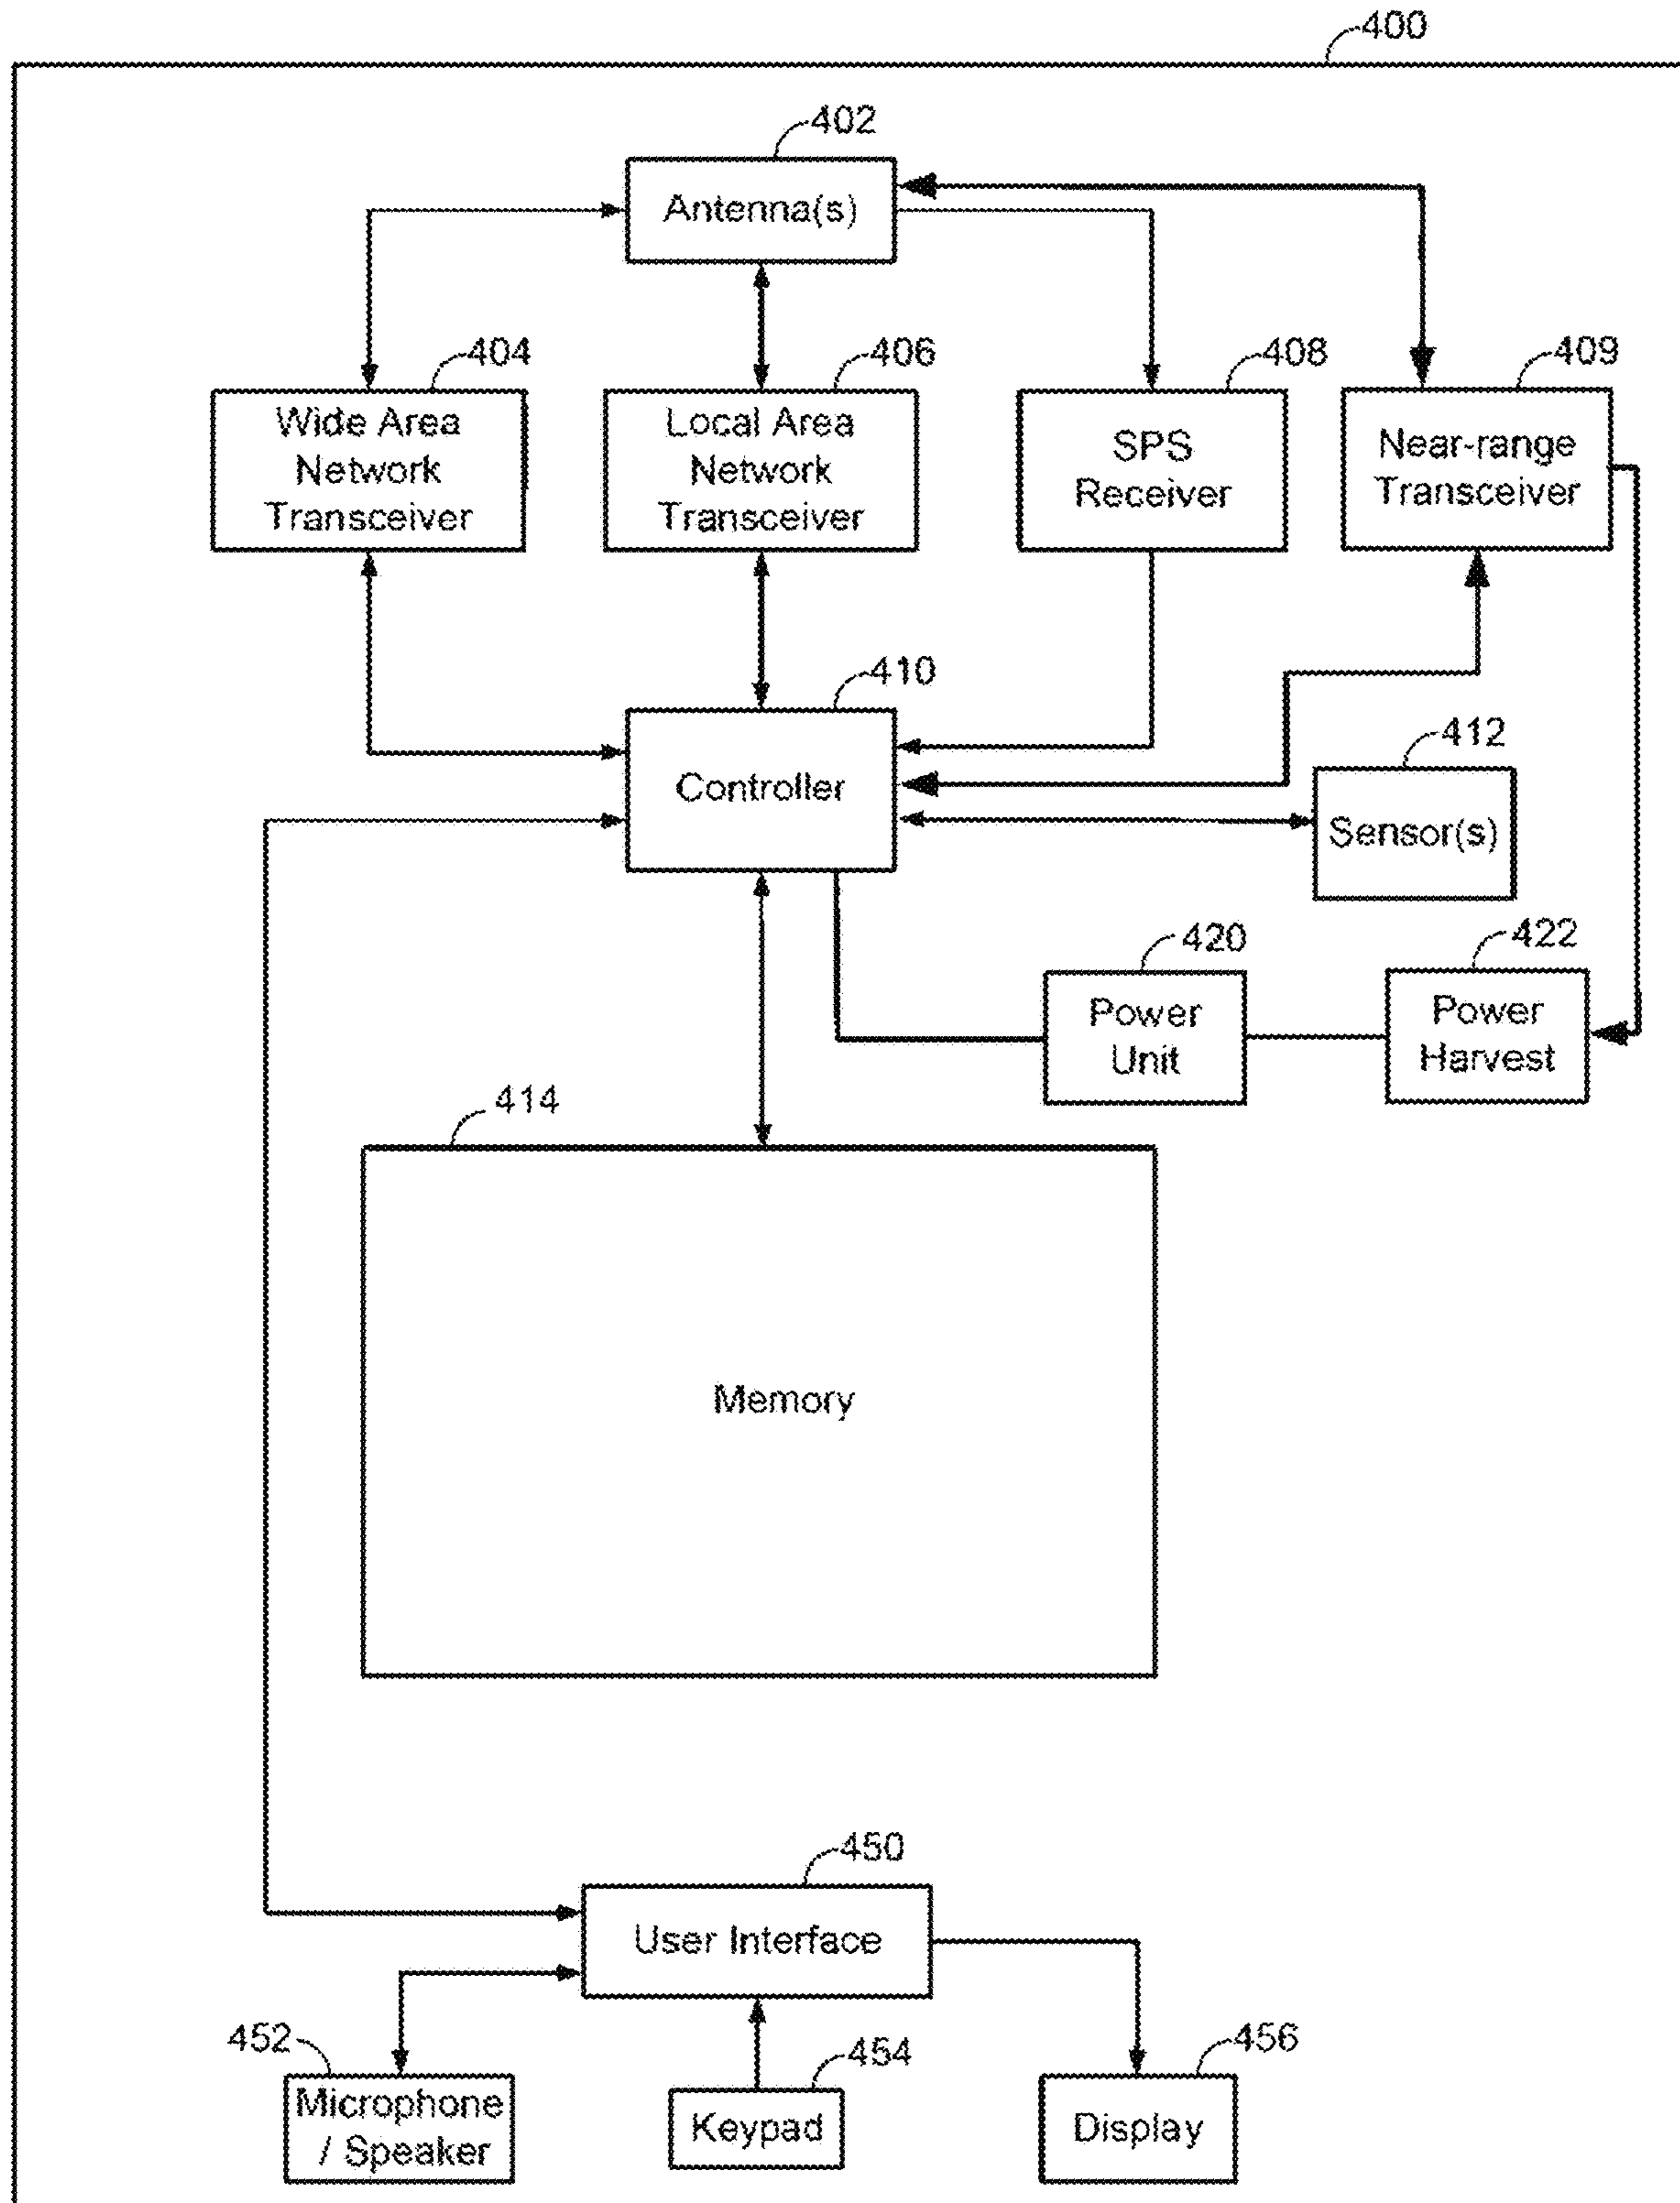 400
402
Antenna(s)
404
406
408
409
Wide Area
Network
Transceiver
Local Area
Network
Transceiver
SPS
Receiver
Near-range
Transceiver
410
Controller
412
Sensor(s)
420
Power
Unit
422
Power
Harvest
414
Memory
450
User Interface
452
Microphone
/ Speaker
454
Keypad
456
Display